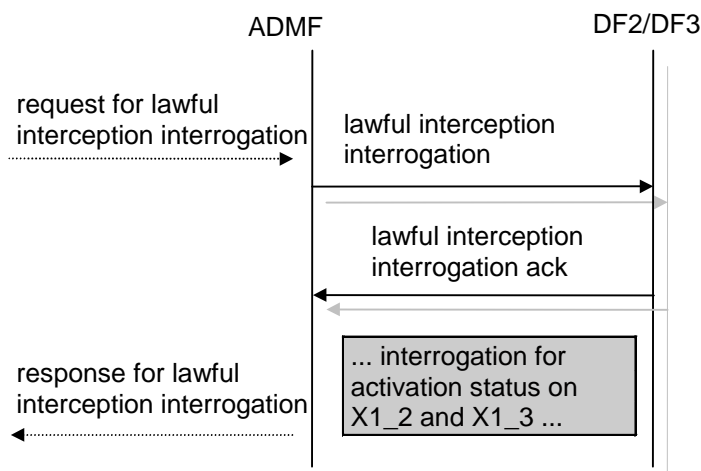 ADMF
DF2/DF3
request for lawful
interception interrogation
lawful interception
interrogation
lawful interception
interrogation ack
... interrogation for
activation status on
X1_2 and X1_3 ...
response for lawful
interception interrogation